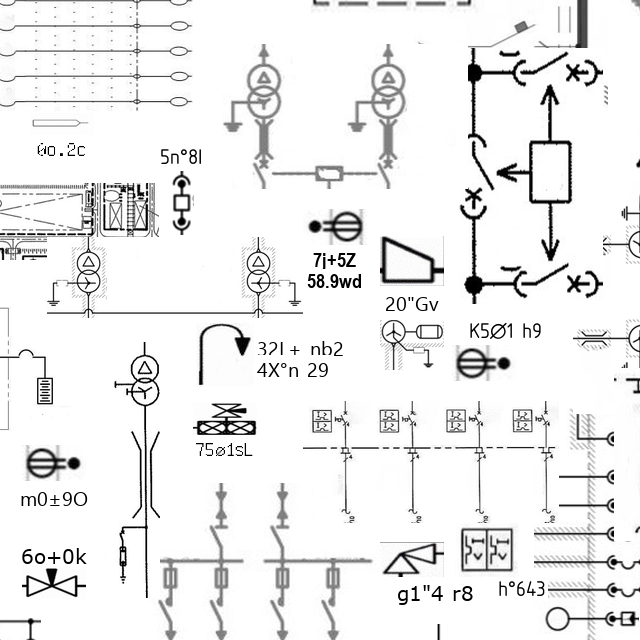 0o.2c
5n°8l
7j+5Z
58.9wd
20"Gv
K5Ø1 h9
32l + nb2
4X°n 29
75ø1sL
m0±9O
6o+0k
g1"4 r8
h°643